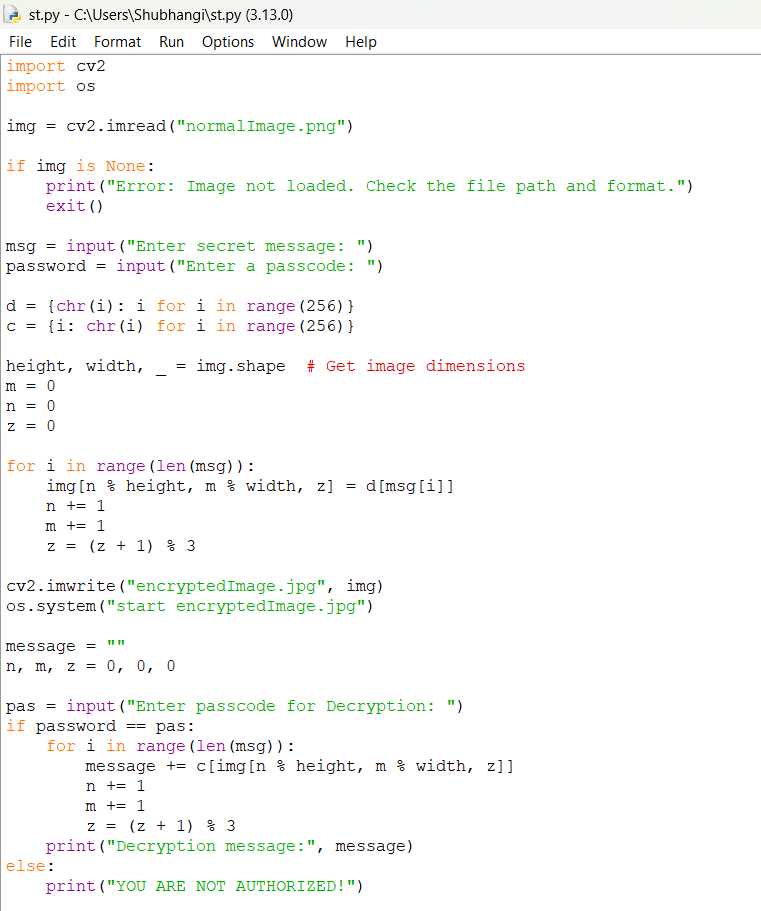 st.py - C:\Users\Shubhangi\st.py (3.13.0)
File Edit Format Run Options Window Help
import cv2
import os
img = cv2.imread("normalImage.png")
if img is None:
    print("Error: Image not loaded. Check the file path and format.")
    exit()
msg = input("Enter secret message: ")
password = input("Enter a passcode: ")
d = {chr(i): i for i in range(256)}
c = {i: chr(i) for i in range(256)}
height, width, _ = img.shape  # Get image dimensions
m = 0
n = 0
z = 0
for i in range(len(msg)):
    img[n % height, m % width, z] = d[msg[i]]
    n += 1
    m += 1
    z = (z + 1) % 3
cv2.imwrite("encryptedImage.jpg", img)
os.system("start encryptedImage.jpg")
message = ""
n, m, z = 0, 0, 0
pas = input("Enter passcode for Decryption: ")
if password == pas:
    for i in range(len(msg)):
        message += c[img[n % height, m % width, z]]
        n += 1
        m += 1
        z = (z + 1) % 3
    print("Decryption message:", message)
else:
    print("YOU ARE NOT AUTHORIZED!")